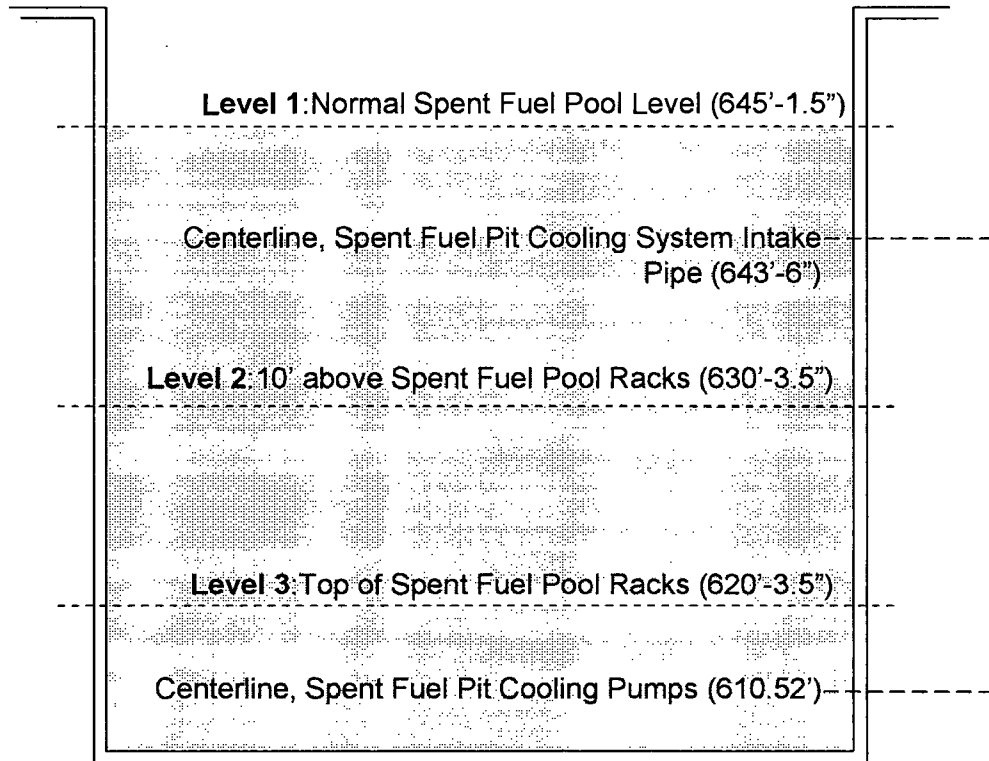 Level 1:Normal Spent Fuel Pool Level (645'-1.5")
Centerline, Spent Fuel Pit Cooling System Intake
Pipe (643'-6")
Level 2:10' above Spent Fuel Pool Racks (630'-3.5")
Level 3:Top of Spent Fuel Pool Racks (620'-3.5")
Centerline, Spent Fuel Pit Cooling Pumps (610.52')